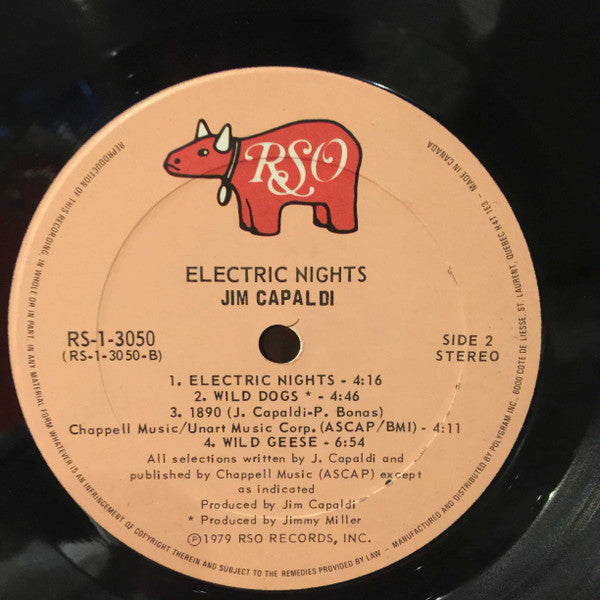 RSO
ELECTRIC NIGHTS
JIM CAPALDI
RS-1-3050
(RS-1-3050-B)
SIDE 2
STEREO
1. ELECTRIC NIGHTS - 4:16
2. WILD DOGS * - 4:46
3. 1890 (J. Capaldi-P. Bonas)
Chappell Music/Unart Music Corp. (ASCAP/BMI) - 4:11
4. WILD GEESE - 6:54
All selections written by J. Capaldi and
published by Chappell Music (ASCAP) except
as indicated
Produced by Jim Capaldi
* Produced by Jimmy Miller
Ⓟ1979 RSO RECORDS, INC.
REPRODUCTION OF THIS RECORDING, IN WHOLE OR IN PART, IN ANY MATERIAL FORM WHATEVER IS AN INFRINGEMENT OF COPYRIGHT THEREIN AND SUBJECT TO THE REMEDIES PROVIDED BY LAW – MANUFACTURED AND DISTRIBUTED BY POLYGRAM INC. 6000 COTE DE LIESSE, ST. LAURENT, QUEBEC H4T 1E3 – MADE IN CANADA